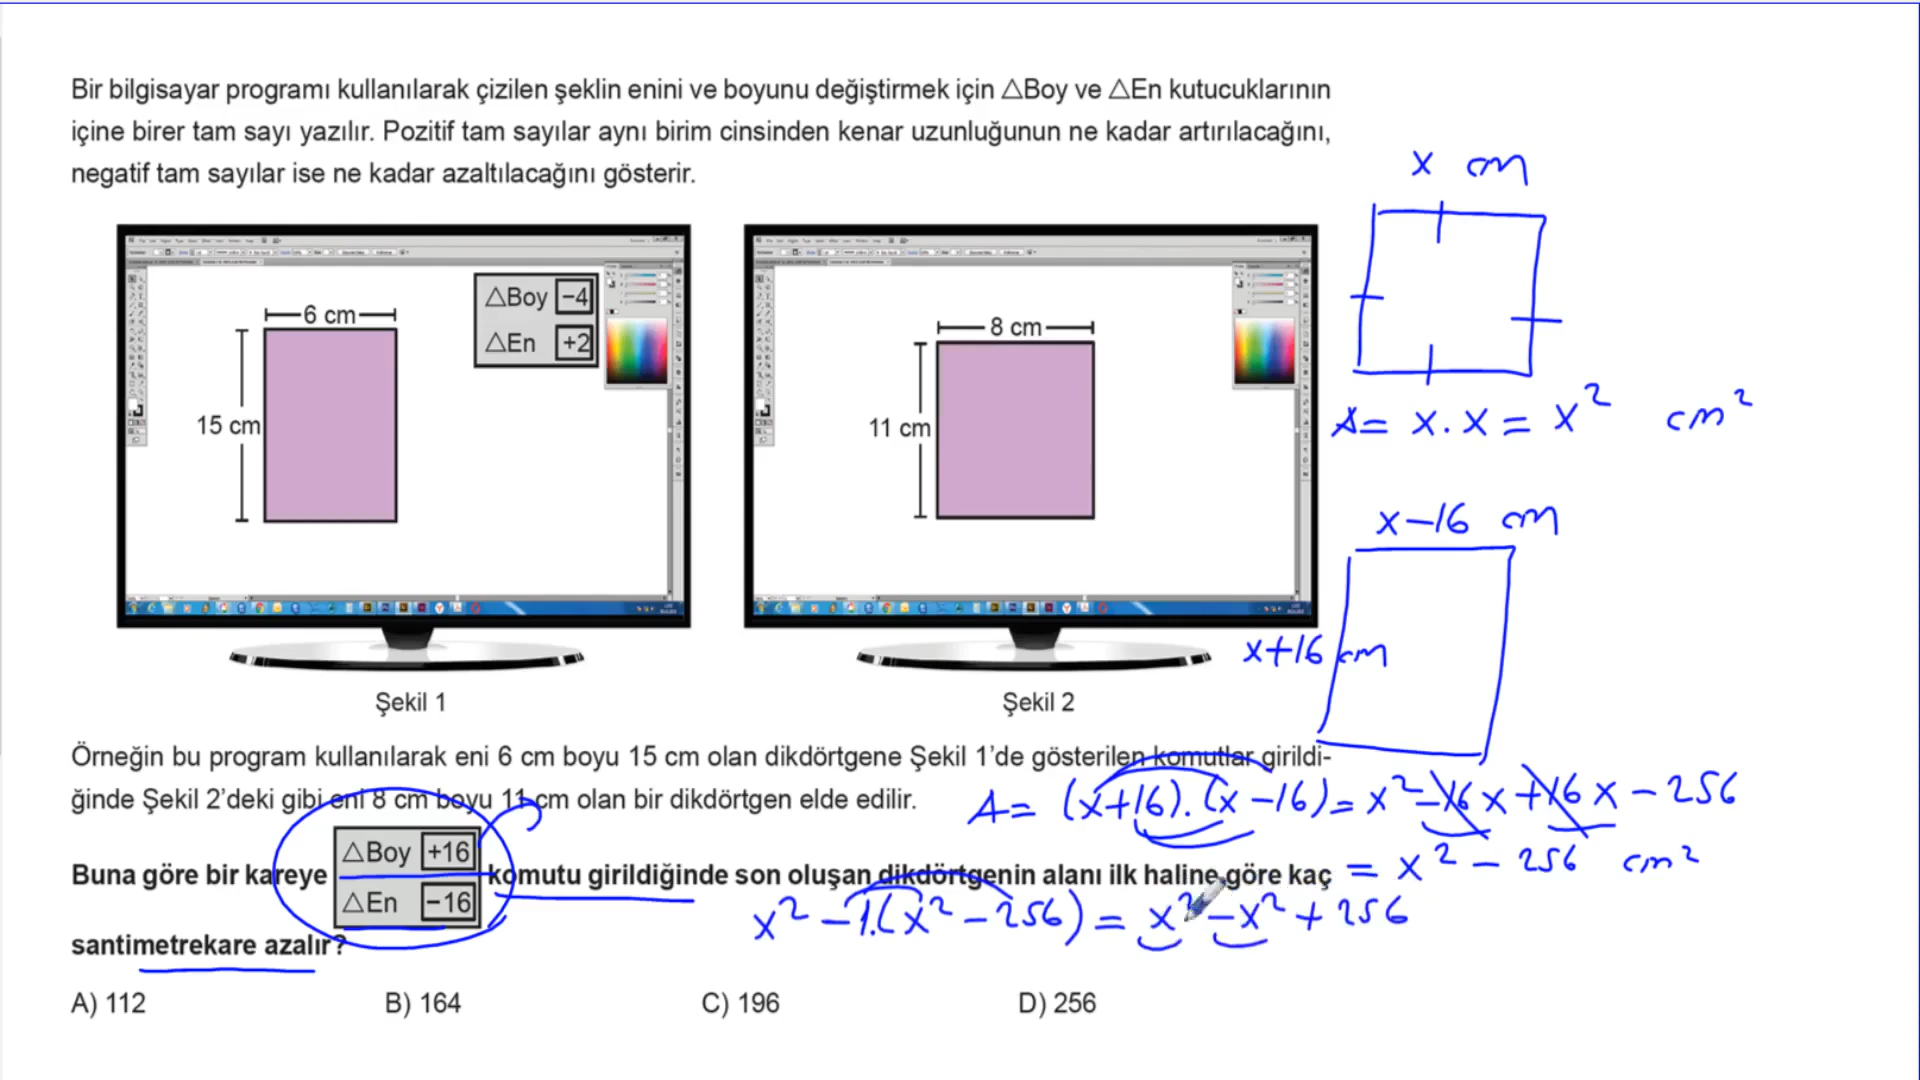 Bir bilgisayar programı kullanılarak çizilen şeklin enini ve boyunu değiştirmek için △Boy ve △En kutucuklarının
içine birer tam sayı yazılır. Pozitif tam sayılar aynı birim cinsinden kenar uzunluğunun ne kadar artırılacağını,
negatif tam sayılar ise ne kadar azaltılacağını gösterir.
x cm
△Boy −4
△En +2
6 cm
15 cm
8 cm
11 cm
A= x.x = x² cm²
x−16 cm
x+16 cm
Şekil 1
Şekil 2
Örneğin bu program kullanılarak eni 6 cm boyu 15 cm olan dikdörtgene Şekil 1'de gösterilen komutlar girildi-
ğinde Şekil 2'deki gibi eni 8 cm boyu 11 cm olan bir dikdörtgen elde edilir.
A= (x+16).(x−16)= x²−16x+16x−256
= x²−256 cm²
△Boy +16
Buna göre bir kareye komutu girildiğinde son oluşan dikdörtgenin alanı ilk haline göre kaç
△En −16
x²−1.(x²−256)= x²−x²+256
santimetrekare azalır?
A) 112 B) 164 C) 196 D) 256